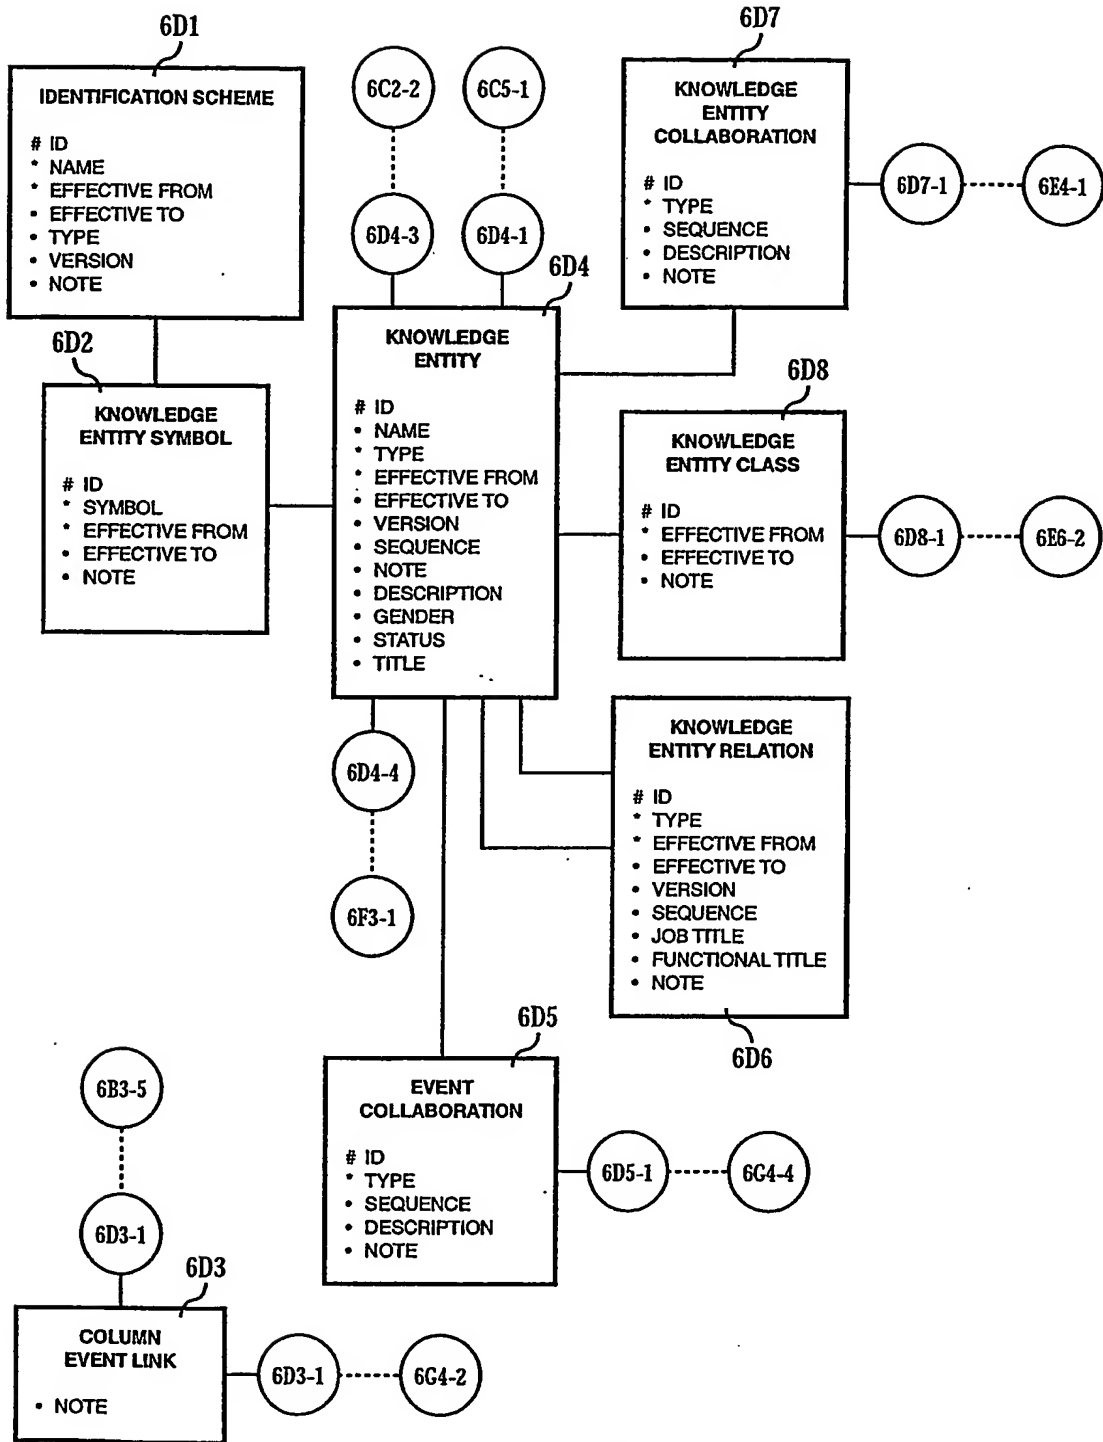 6D1
IDENTIFICATION SCHEME
# ID
* NAME
* EFFECTIVE FROM
• EFFECTIVE TO
• TYPE
• VERSION
• NOTE
6D2
KNOWLEDGE
ENTITY SYMBOL
# ID
* SYMBOL
* EFFECTIVE FROM
• EFFECTIVE TO
• NOTE
6C2-2
6C5-1
6D4-3
6D4-1
6D4
KNOWLEDGE
ENTITY
# ID
• NAME
* TYPE
* EFFECTIVE FROM
• EFFECTIVE TO
• VERSION
• SEQUENCE
• NOTE
• DESCRIPTION
• GENDER
• STATUS
• TITLE
6D7
KNOWLEDGE
ENTITY
COLLABORATION
# ID
* TYPE
• SEQUENCE
• DESCRIPTION
• NOTE
6D7-1
6E4-1
6D8
KNOWLEDGE
ENTITY CLASS
# ID
* EFFECTIVE FROM
• EFFECTIVE TO
• NOTE
6D8-1
6E6-2
KNOWLEDGE
ENTITY RELATION
# ID
* TYPE
* EFFECTIVE FROM
• EFFECTIVE TO
• VERSION
• SEQUENCE
• JOB TITLE
• FUNCTIONAL TITLE
• NOTE
6D6
6D4-4
6F3-1
6D5
EVENT
COLLABORATION
# ID
* TYPE
• SEQUENCE
• DESCRIPTION
• NOTE
6D5-1
6G4-4
6B3-5
6D3-1
6D3
COLUMN
EVENT LINK
• NOTE
6D3-1
6G4-2